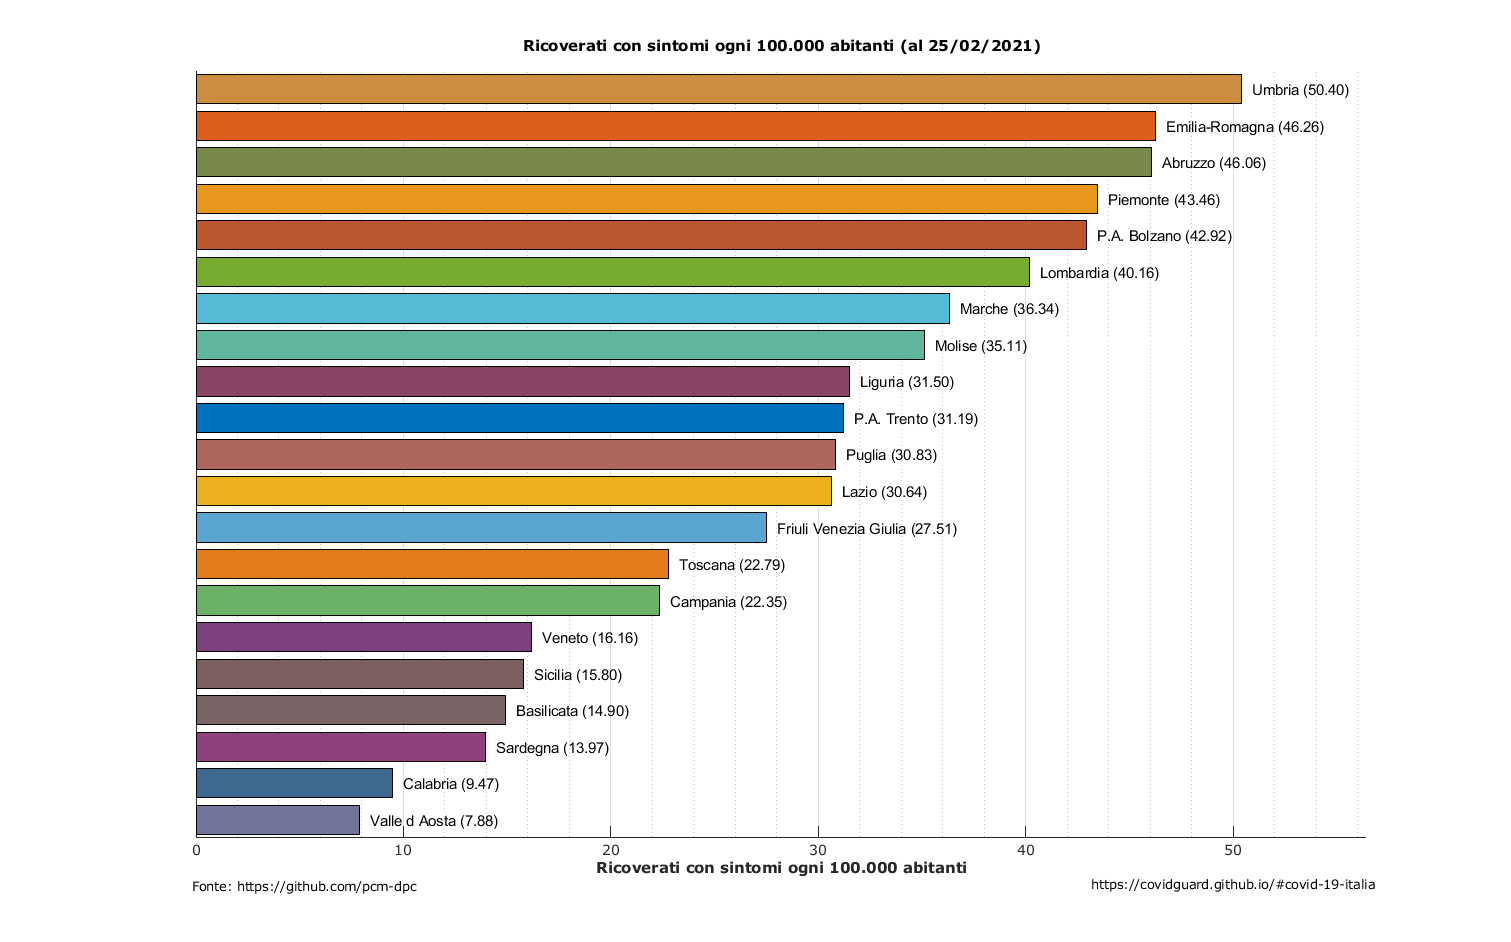 Ricoverati con sintomi ogni 100.000 abitanti (al 25/02/2021)
Umbria (50.40)
Emilia-Romagna (46.26)
Abruzzo (46.06)
Piemonte (43.46)
P.A. Bolzano (42.92)
Lombardia (40.16)
Marche (36.34)
Molise (35.11)
Liguria (31.50)
P.A. Trento (31.19)
Puglia (30.83)
Lazio (30.64)
Friuli Venezia Giulia (27.51)
Toscana (22.79)
Campania (22.35)
Veneto (16.16)
Sicilia (15.80)
Basilicata (14.90)
Sardegna (13.97)
Calabria (9.47)
Valle d Aosta (7.88)
0 10 20 30 40 50
Ricoverati con sintomi ogni 100.000 abitanti
Fonte: https://github.com/pcm-dpc
https://covidguard.github.io/#covid-19-italia